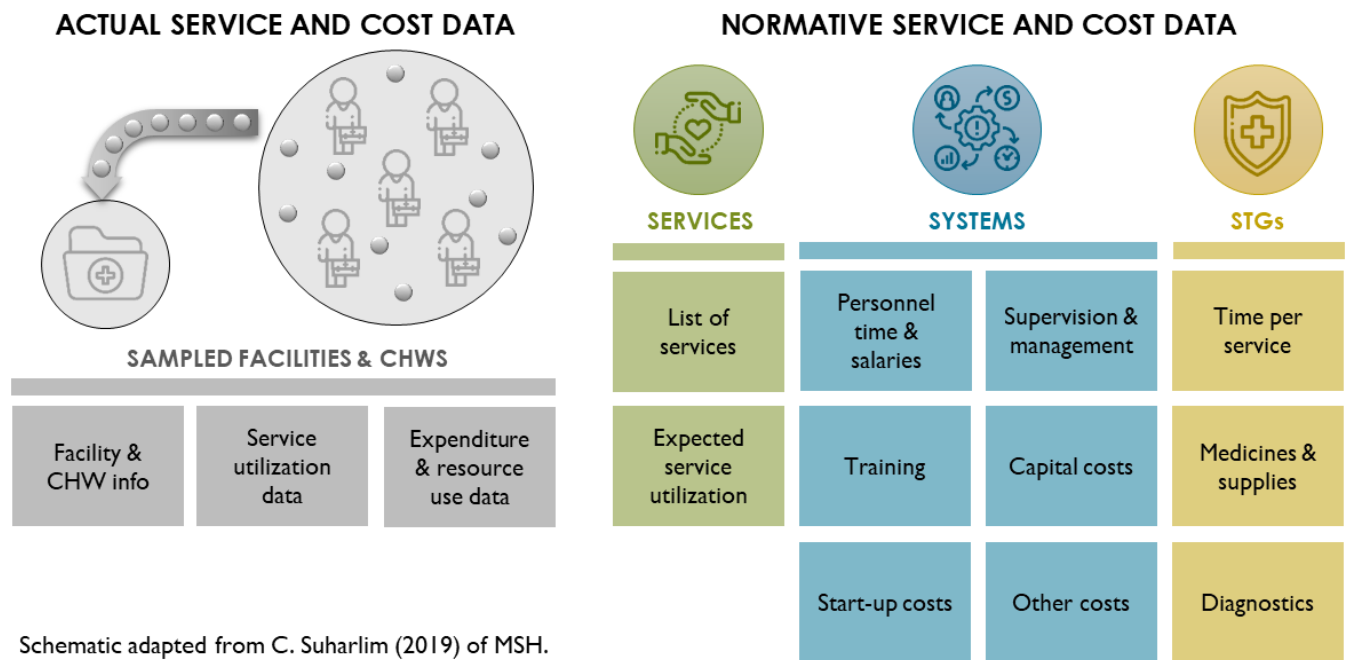 ACTUAL SERVICE AND COST DATA
SAMPLED FACILITIES & CHWS
Facility &
CHW info
Service
utilization
data
Expenditure
& resource
use data
Schematic adapted from C. Suharlim (2019) of MSH.
NORMATIVE SERVICE AND COST DATA
$
SERVICES
List of
services
Expected
service
utilization
SYSTEMS
Personnel
time &
salaries
Supervision &
management
Training
Capital costs
Start-up costs
Other costs
STGs
Time per
service
Medicines &
supplies
Diagnostics